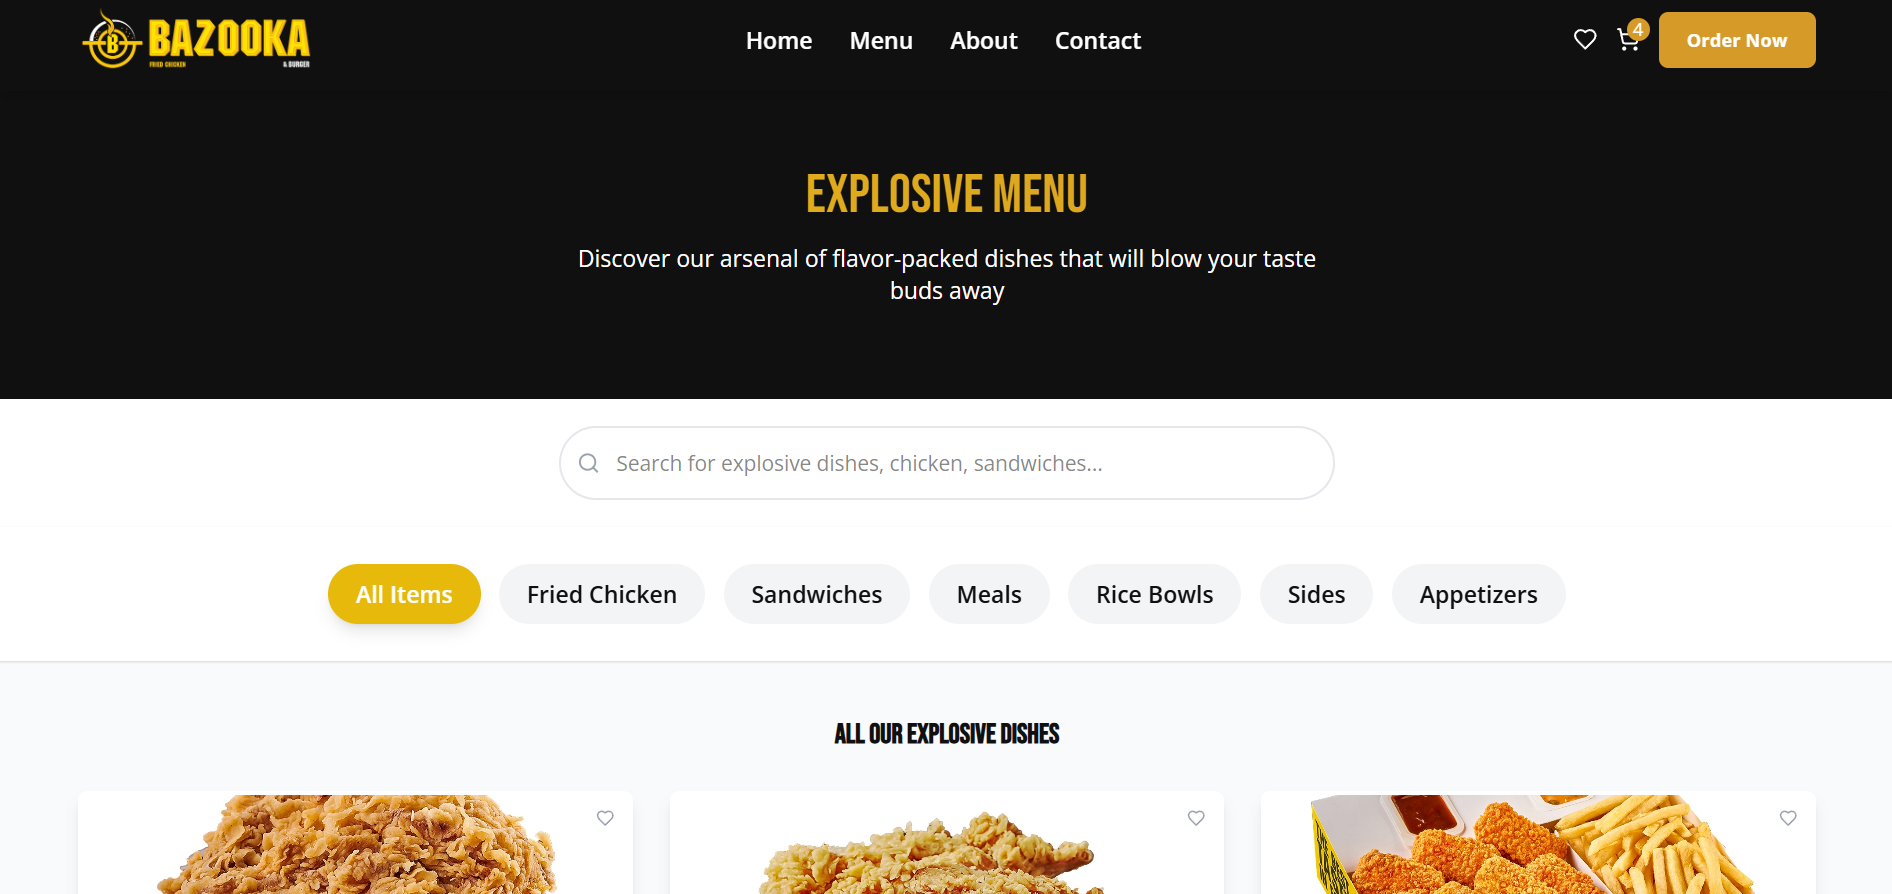 BAZOOKA
FRIED CHICKEN
& BURGER
Home
Menu
About
Contact
4
Order Now
EXPLOSIVE MENU
Discover our arsenal of flavor-packed dishes that will blow your taste
buds away
Search for explosive dishes, chicken, sandwiches...
All Items
Fried Chicken
Sandwiches
Meals
Rice Bowls
Sides
Appetizers
ALL OUR EXPLOSIVE DISHES